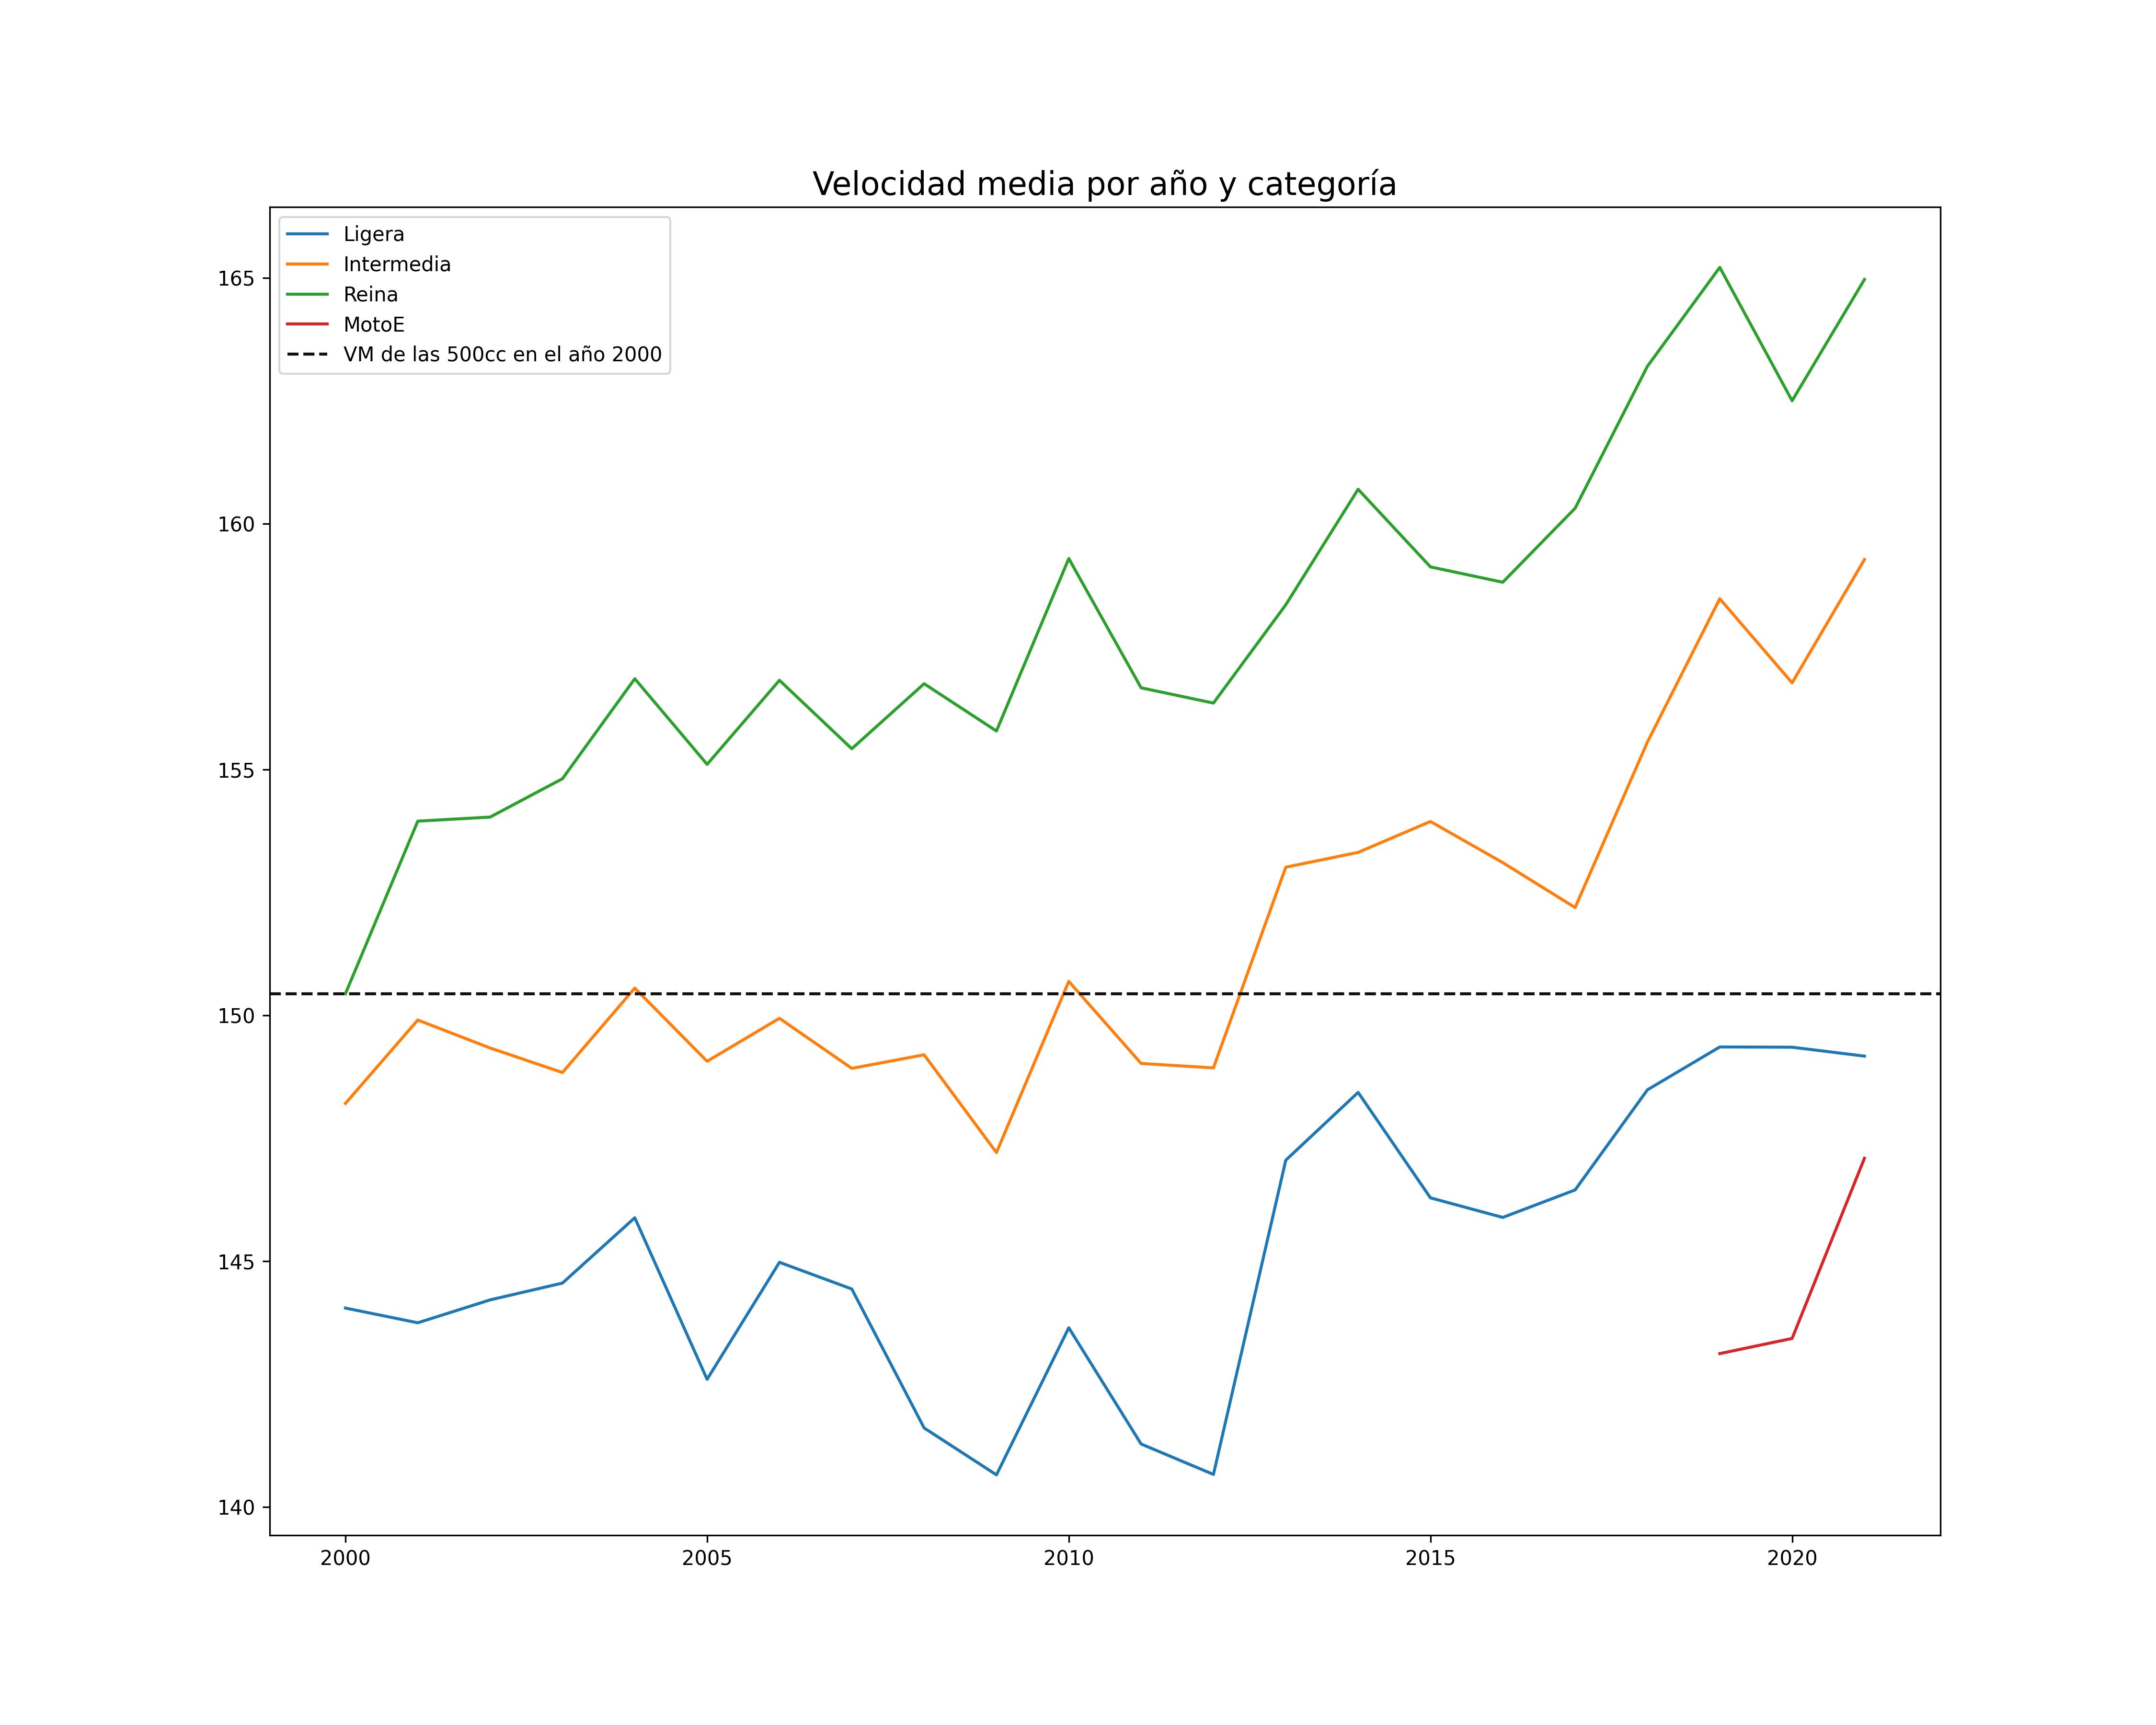 Velocidad media por año y categoría
Ligera
Intermedia
Reina
MotoE
VM de las 500cc en el año 2000
165
160
155
150
145
140
2000 2005 2010 2015 2020